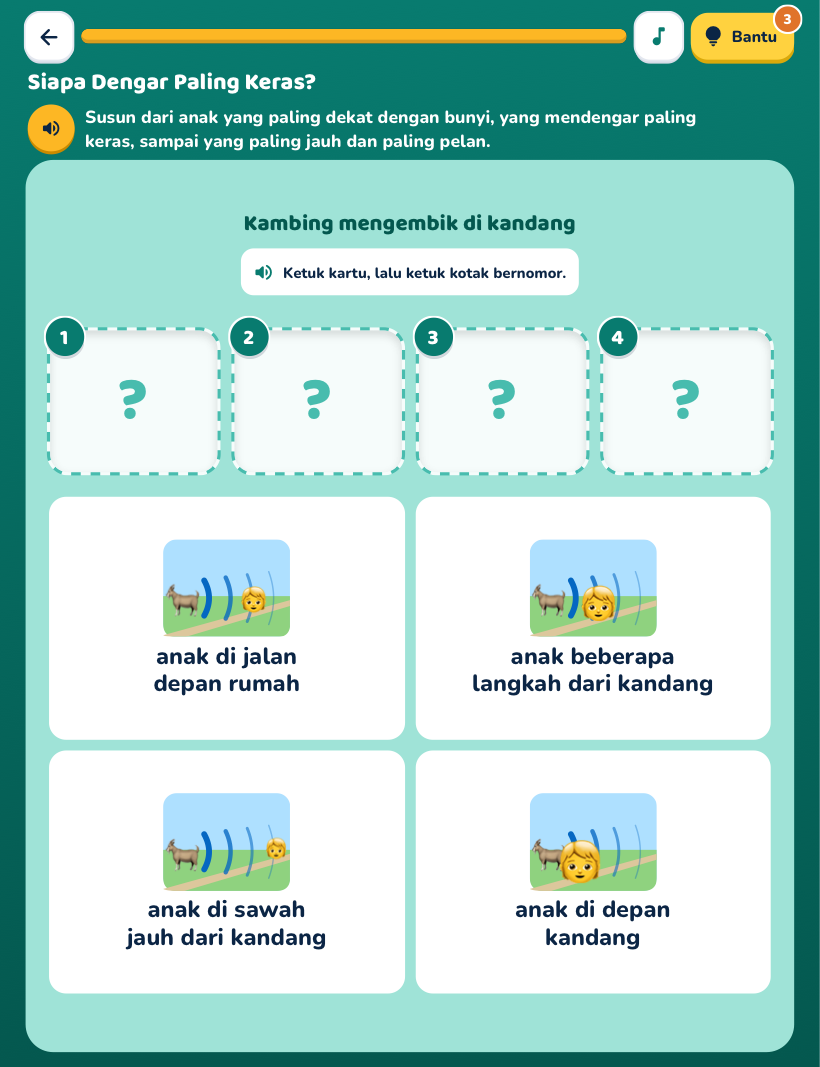 3
Bantu
Siapa Dengar Paling Keras?
Susun dari anak yang paling dekat dengan bunyi, yang mendengar paling
keras, sampai yang paling jauh dan paling pelan.
Kambing mengembik di kandang
Ketuk kartu, lalu ketuk kotak bernomor.
1
2
3
4
?
?
?
?
anak di jalan
depan rumah
anak beberapa
langkah dari kandang
anak di sawah
jauh dari kandang
anak di depan
kandang